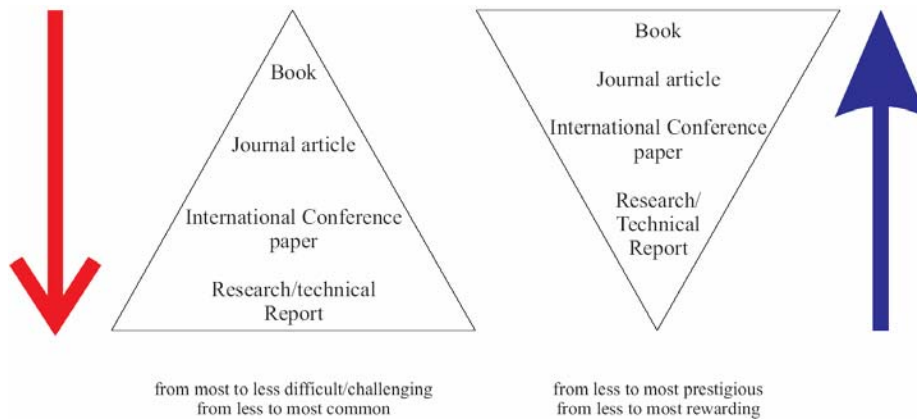 Book
Journal article
International Conference
paper
Research/technical
Report
from most to less difficult/challenging
from less to most common
Book
Journal article
International Conference
paper
Research/
Technical
Report
from less to most prestigious
from less to most rewarding